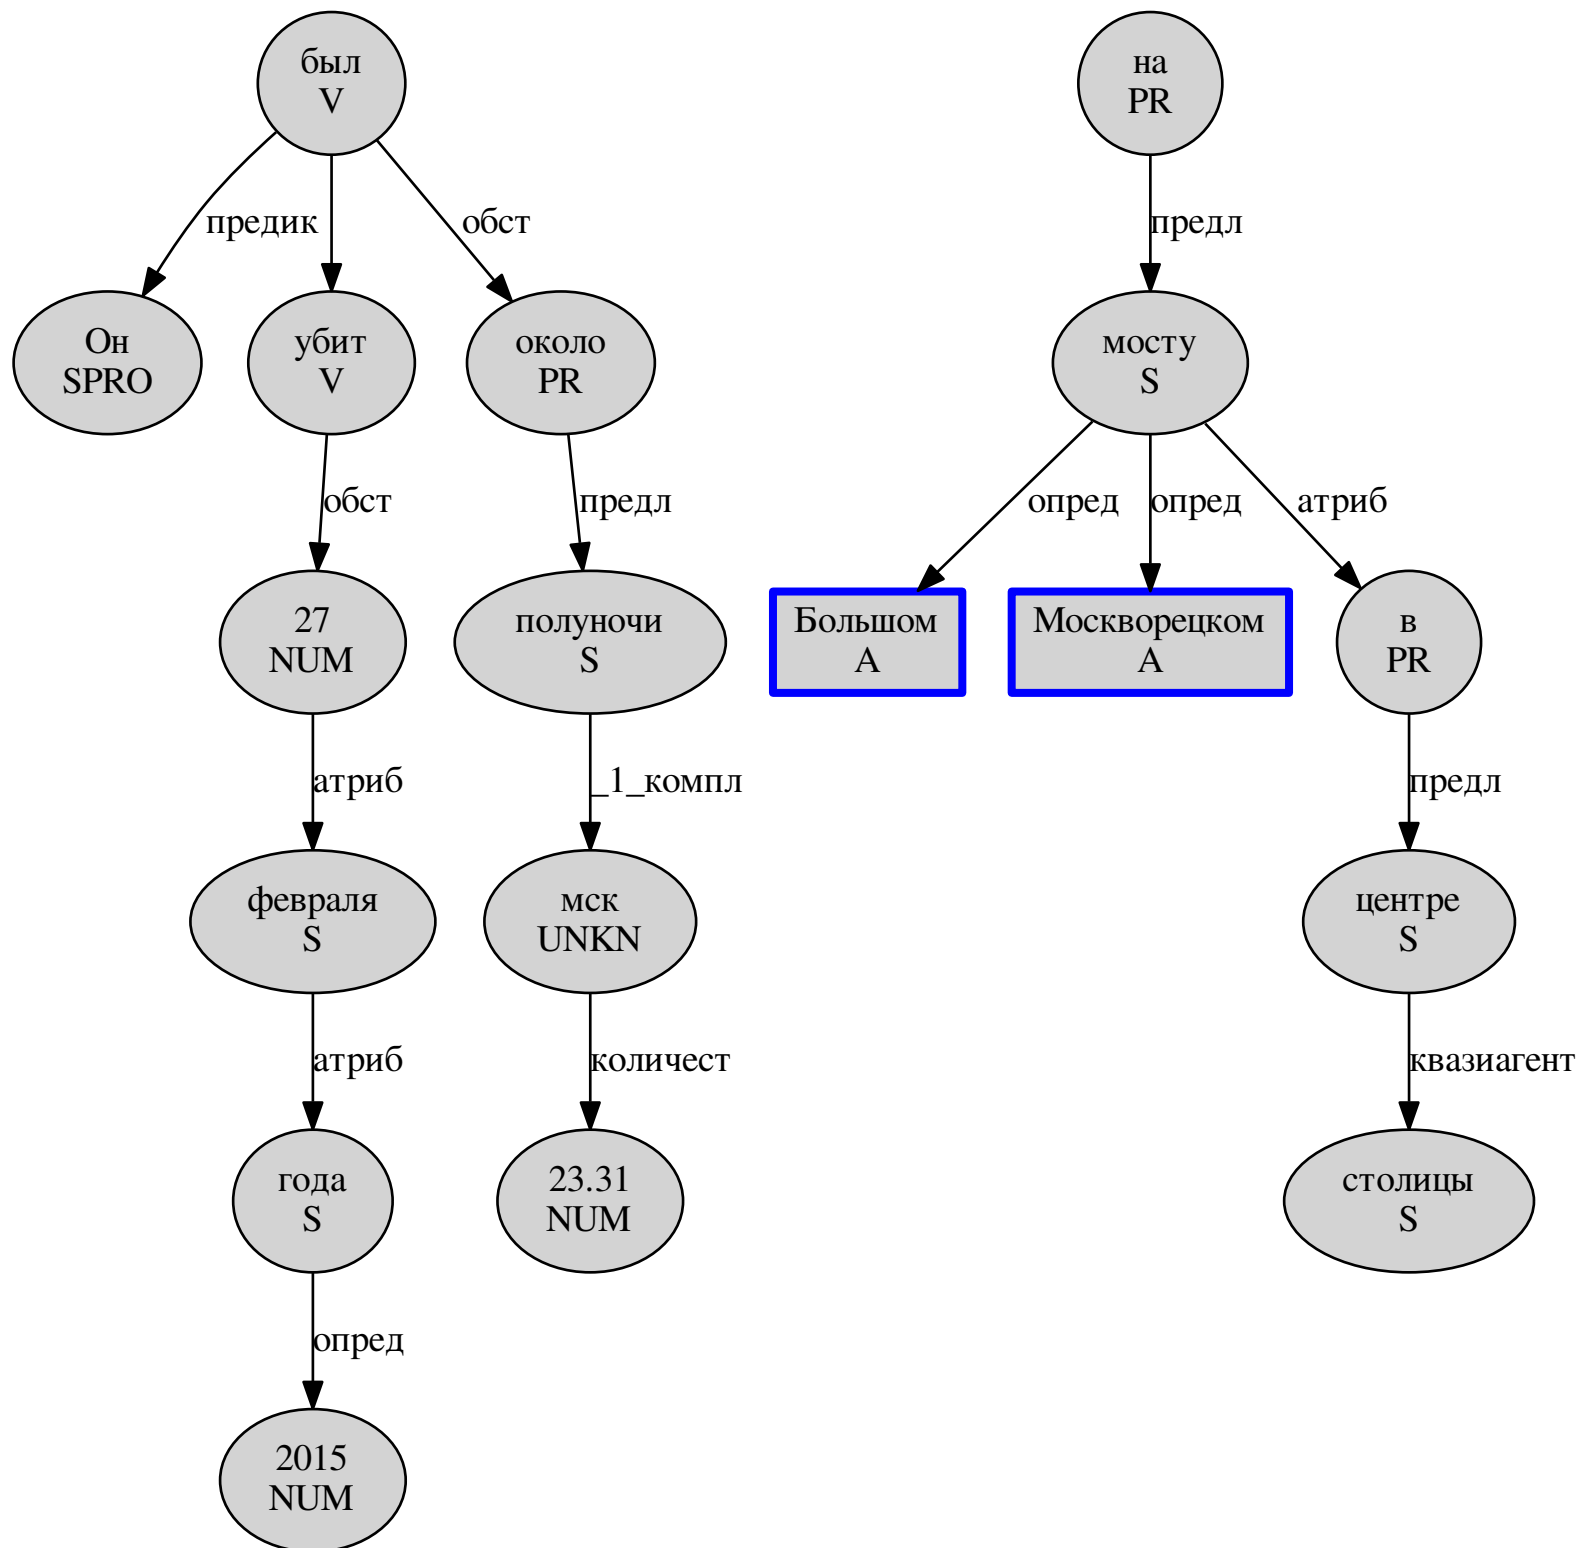 был
V
на
PR
предик
обст
предл
Он
SPRO
убит
V
около
PR
мосту
S
обст
предл
опред
опред
атриб
27
NUM
полуночи
S
Большом
A
Москворецком
A
в
PR
атриб
_1_компл
предл
февраля
S
мск
UNKN
центре
S
атриб
количест
квазиагент
года
S
23.31
NUM
столицы
S
опред
2015
NUM